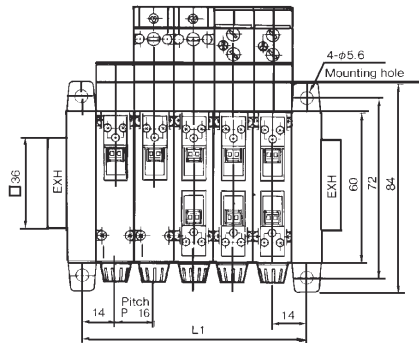 4-φ5.6
Mounting hole
□36
EXH
EXH
60
72
84
Pitch
14
P 16
14
L1